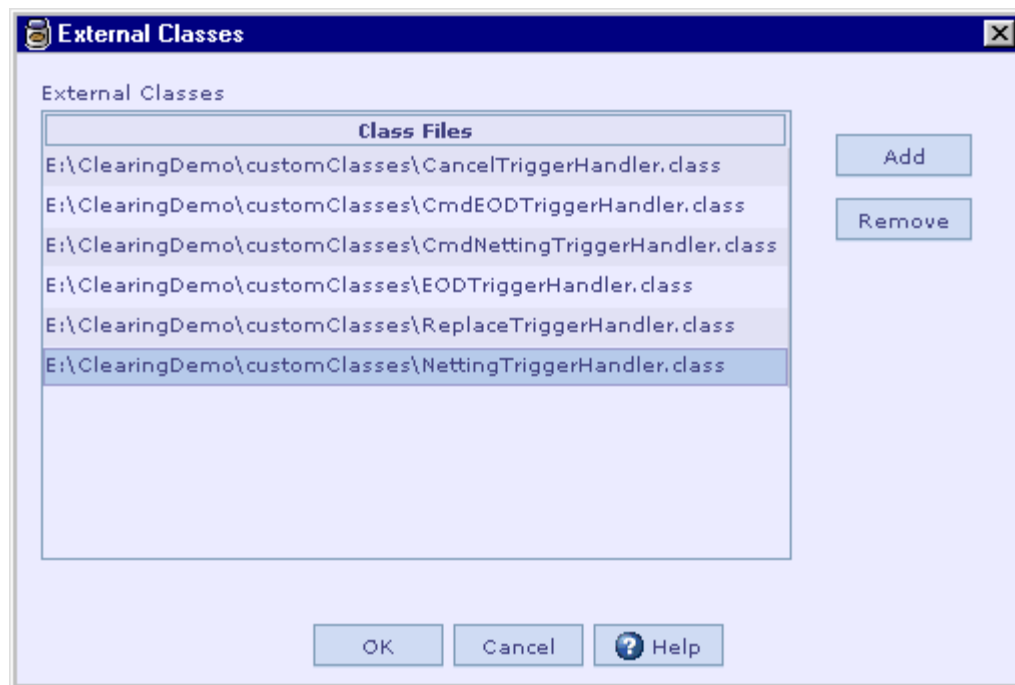 External Classes
External Classes
Class Files
E:\ClearingDemo\customClasses\CancelTriggerHandler.class
E:\ClearingDemo\customClasses\CmdEODTriggerHandler.class
E:\ClearingDemo\customClasses\CmdNettingTriggerHandler.class
E:\ClearingDemo\customClasses\EODTriggerHandler.class
E:\ClearingDemo\customClasses\ReplaceTriggerHandler.class
E:\ClearingDemo\customClasses\NettingTriggerHandler.class
Add
Remove
OK
Cancel
Help